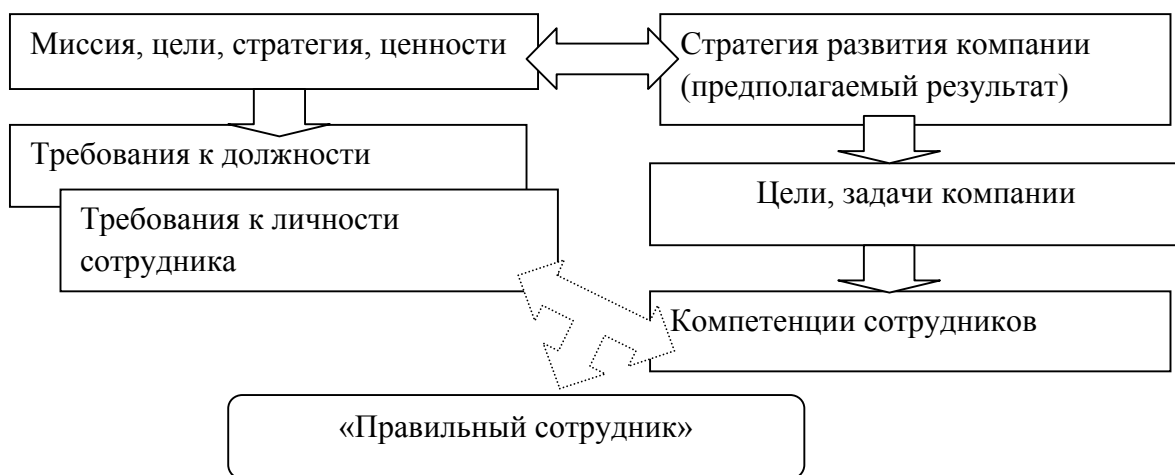 Миссия, цели, стратегия, ценности
Стратегия развития компании
(предполагаемый результат)
Требования к должности
Цели, задачи компании
Требования к личности
сотрудника
Компетенции сотрудников
«Правильный сотрудник»